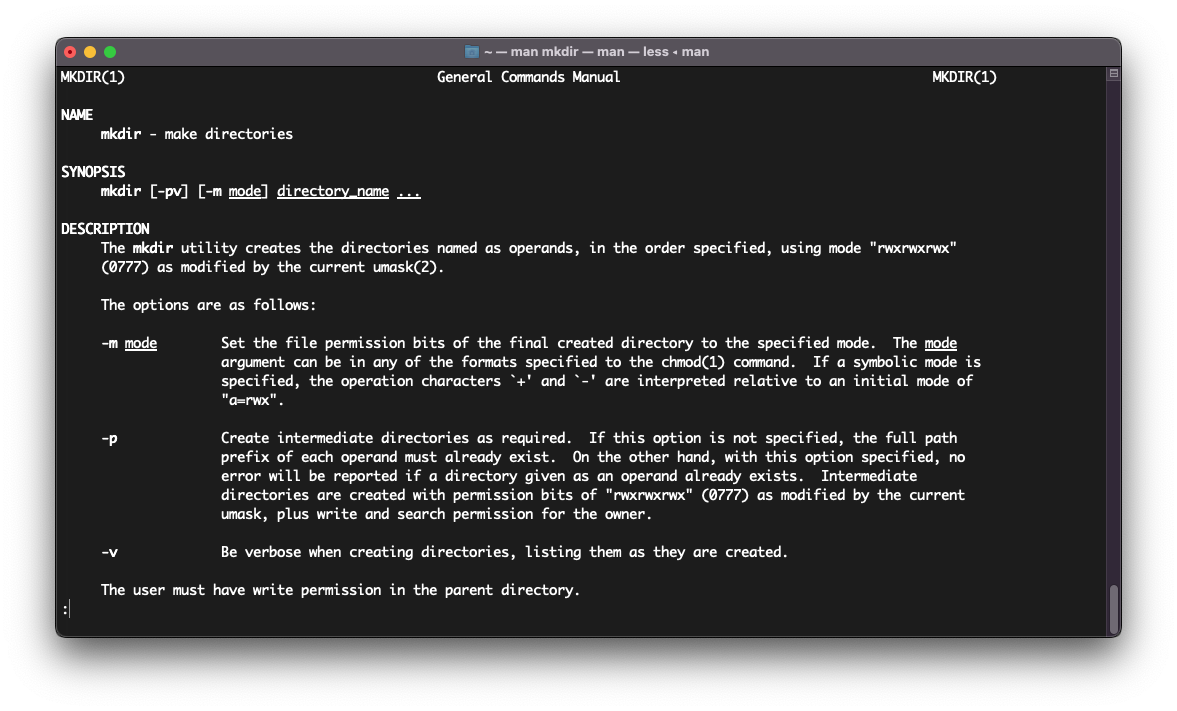 ~ — man mkdir — man — less ◂ man
MKDIR(1) General Commands Manual MKDIR(1)
NAME
mkdir - make directories
SYNOPSIS
mkdir [-pv] [-m mode] directory_name ...
DESCRIPTION
The mkdir utility creates the directories named as operands, in the order specified, using mode "rwxrwxrwx"
(0777) as modified by the current umask(2).
The options are as follows:
-m mode Set the file permission bits of the final created directory to the specified mode. The mode
argument can be in any of the formats specified to the chmod(1) command. If a symbolic mode is
specified, the operation characters `+' and `-' are interpreted relative to an initial mode of
"a=rwx".
-p Create intermediate directories as required. If this option is not specified, the full path
prefix of each operand must already exist. On the other hand, with this option specified, no
error will be reported if a directory given as an operand already exists. Intermediate
directories are created with permission bits of "rwxrwxrwx" (0777) as modified by the current
umask, plus write and search permission for the owner.
-v Be verbose when creating directories, listing them as they are created.
The user must have write permission in the parent directory.
: